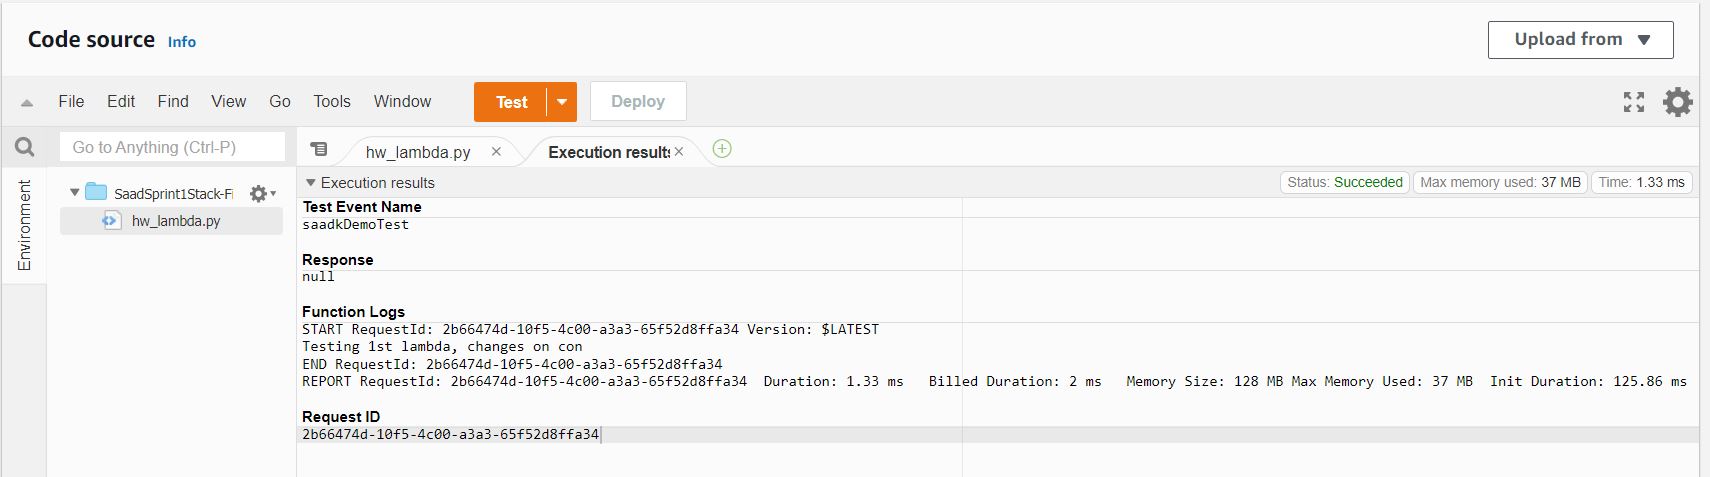 Code source Info
Upload from
File Edit Find View Go Tools Window Test Deploy
Go to Anything (Ctrl-P)
hw_lambda.py
Execution results
Environment
SaadSprint1Stack-Fi
hw_lambda.py
Execution results
Status: Succeeded Max memory used: 37 MB Time: 1.33 ms
Test Event Name
saadkDemoTest
Response
null
Function Logs
START RequestId: 2b66474d-10f5-4c00-a3a3-65f52d8ffa34 Version: $LATEST
Testing 1st lambda, changes on con
END RequestId: 2b66474d-10f5-4c00-a3a3-65f52d8ffa34
REPORT RequestId: 2b66474d-10f5-4c00-a3a3-65f52d8ffa34 Duration: 1.33 ms Billed Duration: 2 ms Memory Size: 128 MB Max Memory Used: 37 MB Init Duration: 125.86 ms
Request ID
2b66474d-10f5-4c00-a3a3-65f52d8ffa34